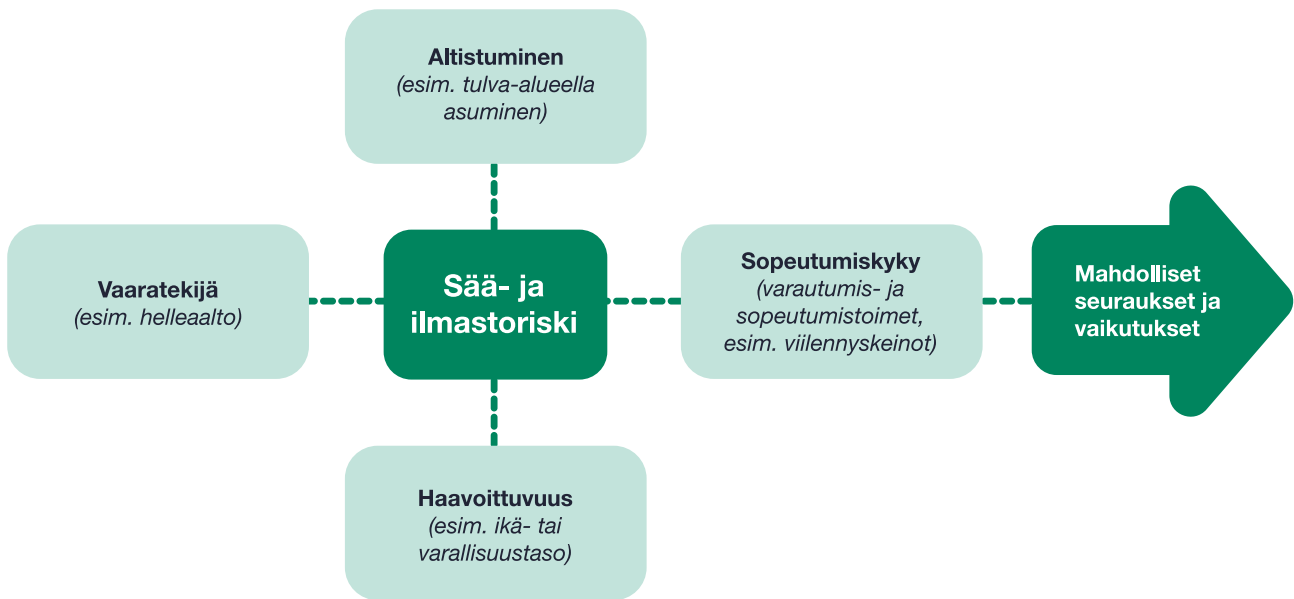 Altistuminen
(esim. tulva-alueella
asuminen)
Vaaratekijä
(esim. helleaalto)
Sää- ja
ilmastoriski
Sopeutumiskyky
(varautumis- ja
sopeutumistoimet,
esim. viilennyskeinot)
Mahdolliset
seuraukset ja
vaikutukset
Haavoittuvuus
(esim. ikä- tai
varallisuustaso)